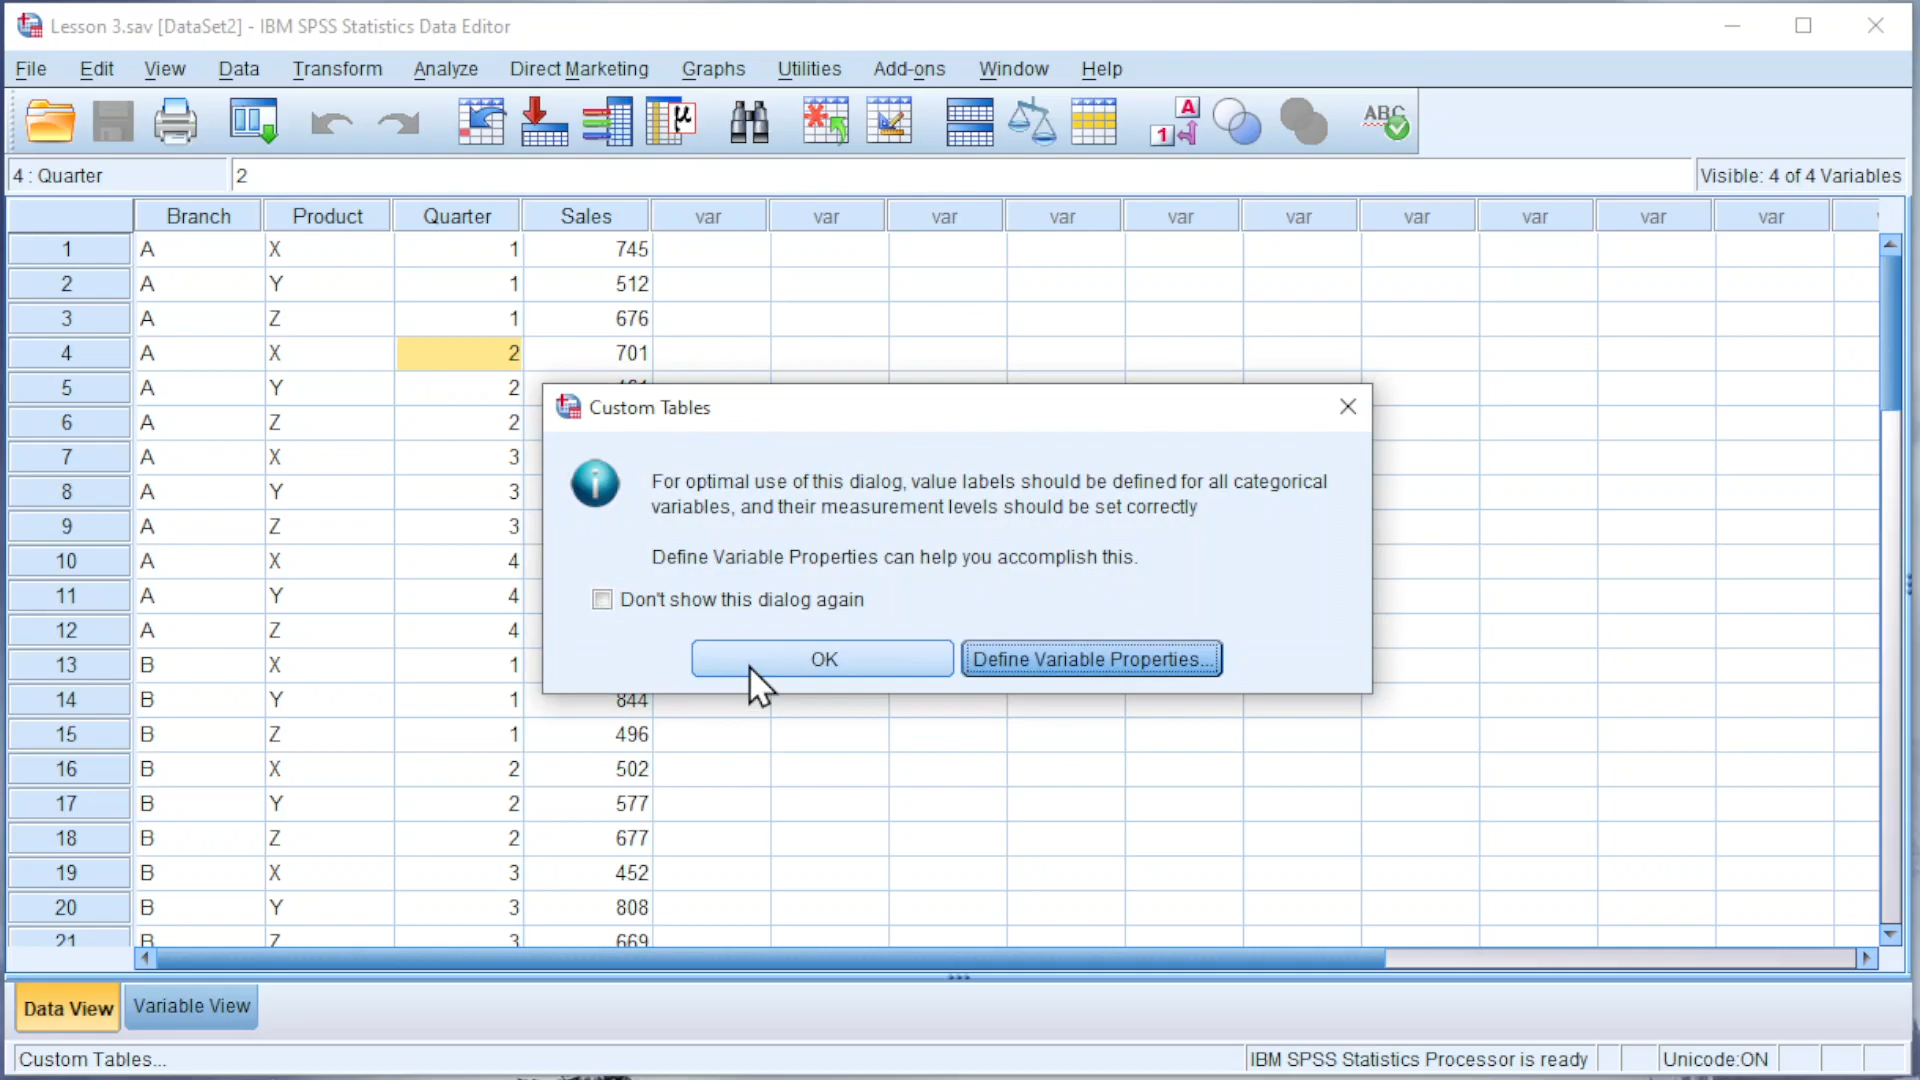 Lesson 3.sav [DataSet2] - IBM SPSS Statistics Data Editor
File Edit View Data Transform Analyze Direct Marketing Graphs Utilities Add-ons Window Help
4 : Quarter 2 Visible: 4 of 4 Variables
Branch Product Quarter Sales var var var var var var var var var var
1 A X 1 745
2 A Y 1 512
3 A Z 1 676
4 A X 2 701
5 A Y 2
6 A Z 2
7 A X 3
8 A Y 3
9 A Z 3
10 A X 4
11 A Y 4
12 A Z 4
13 B X 1
14 B Y 1 844
15 B Z 1 496
16 B X 2 502
17 B Y 2 577
18 B Z 2 677
19 B X 3 452
20 B Y 3 808
21 B Z 3 669
Custom Tables
For optimal use of this dialog, value labels should be defined for all categorical
variables, and their measurement levels should be set correctly
Define Variable Properties can help you accomplish this.
Don't show this dialog again
OK Define Variable Properties...
Data View Variable View
Custom Tables... IBM SPSS Statistics Processor is ready Unicode:ON